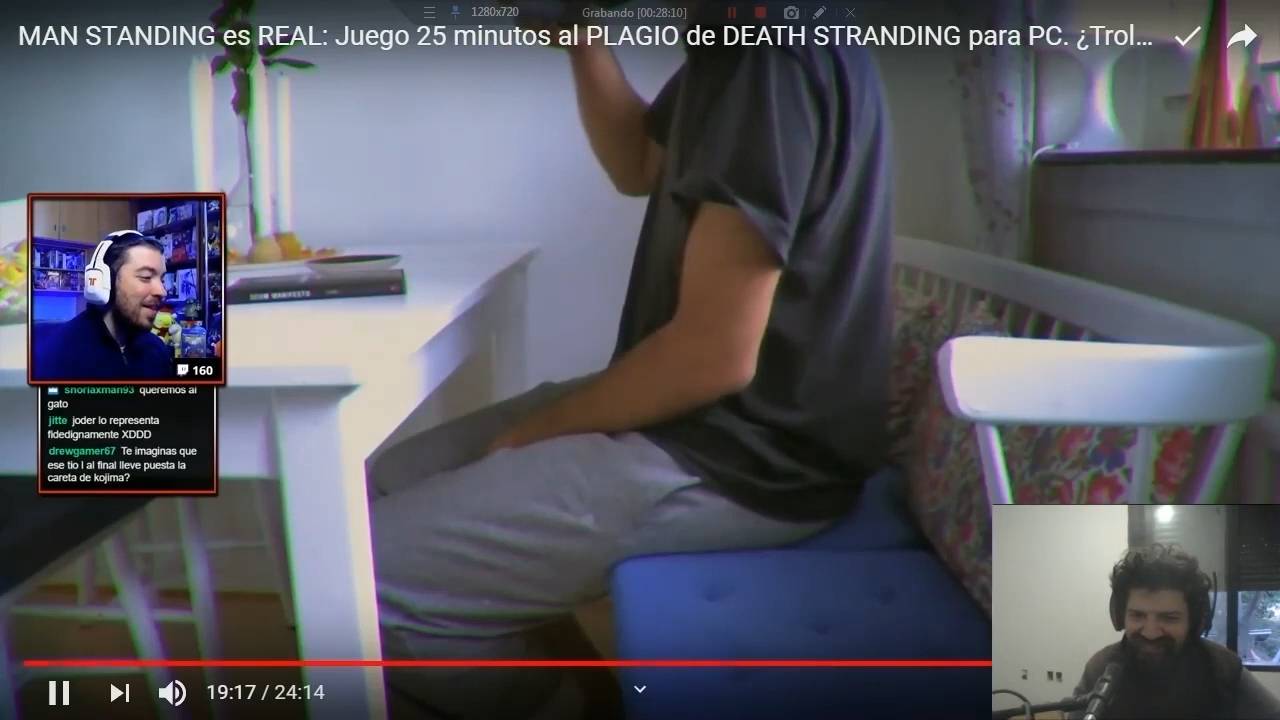 1280x720
Grabando [00:28:10]
MAN STANDING es REAL: Juego 25 minutos al PLAGIO de DEATH STRANDING para PC. ¿Trol...
160
snorlaxman93 queremos al
gato
jitte joder lo representa
fidedignamente XDDD
drewgamer67 Te imaginas que
ese tio l al final lleve puesta la
careta de kojima?
19:17 / 24:14